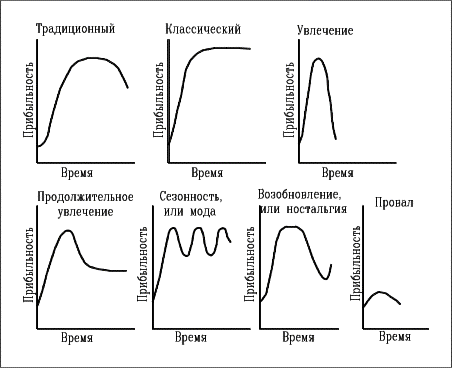 Традиционный
Прибыльность
Время
Классический
Прибыльность
Время
Увлечение
Прибыльность
Время
Продолжительное
увлечение
Прибыльность
Время
Сезонность,
или мода
Прибыльность
Время
Возобновление,
или ностальгия
Прибыльность
Время
Провал
Прибыльность
Время